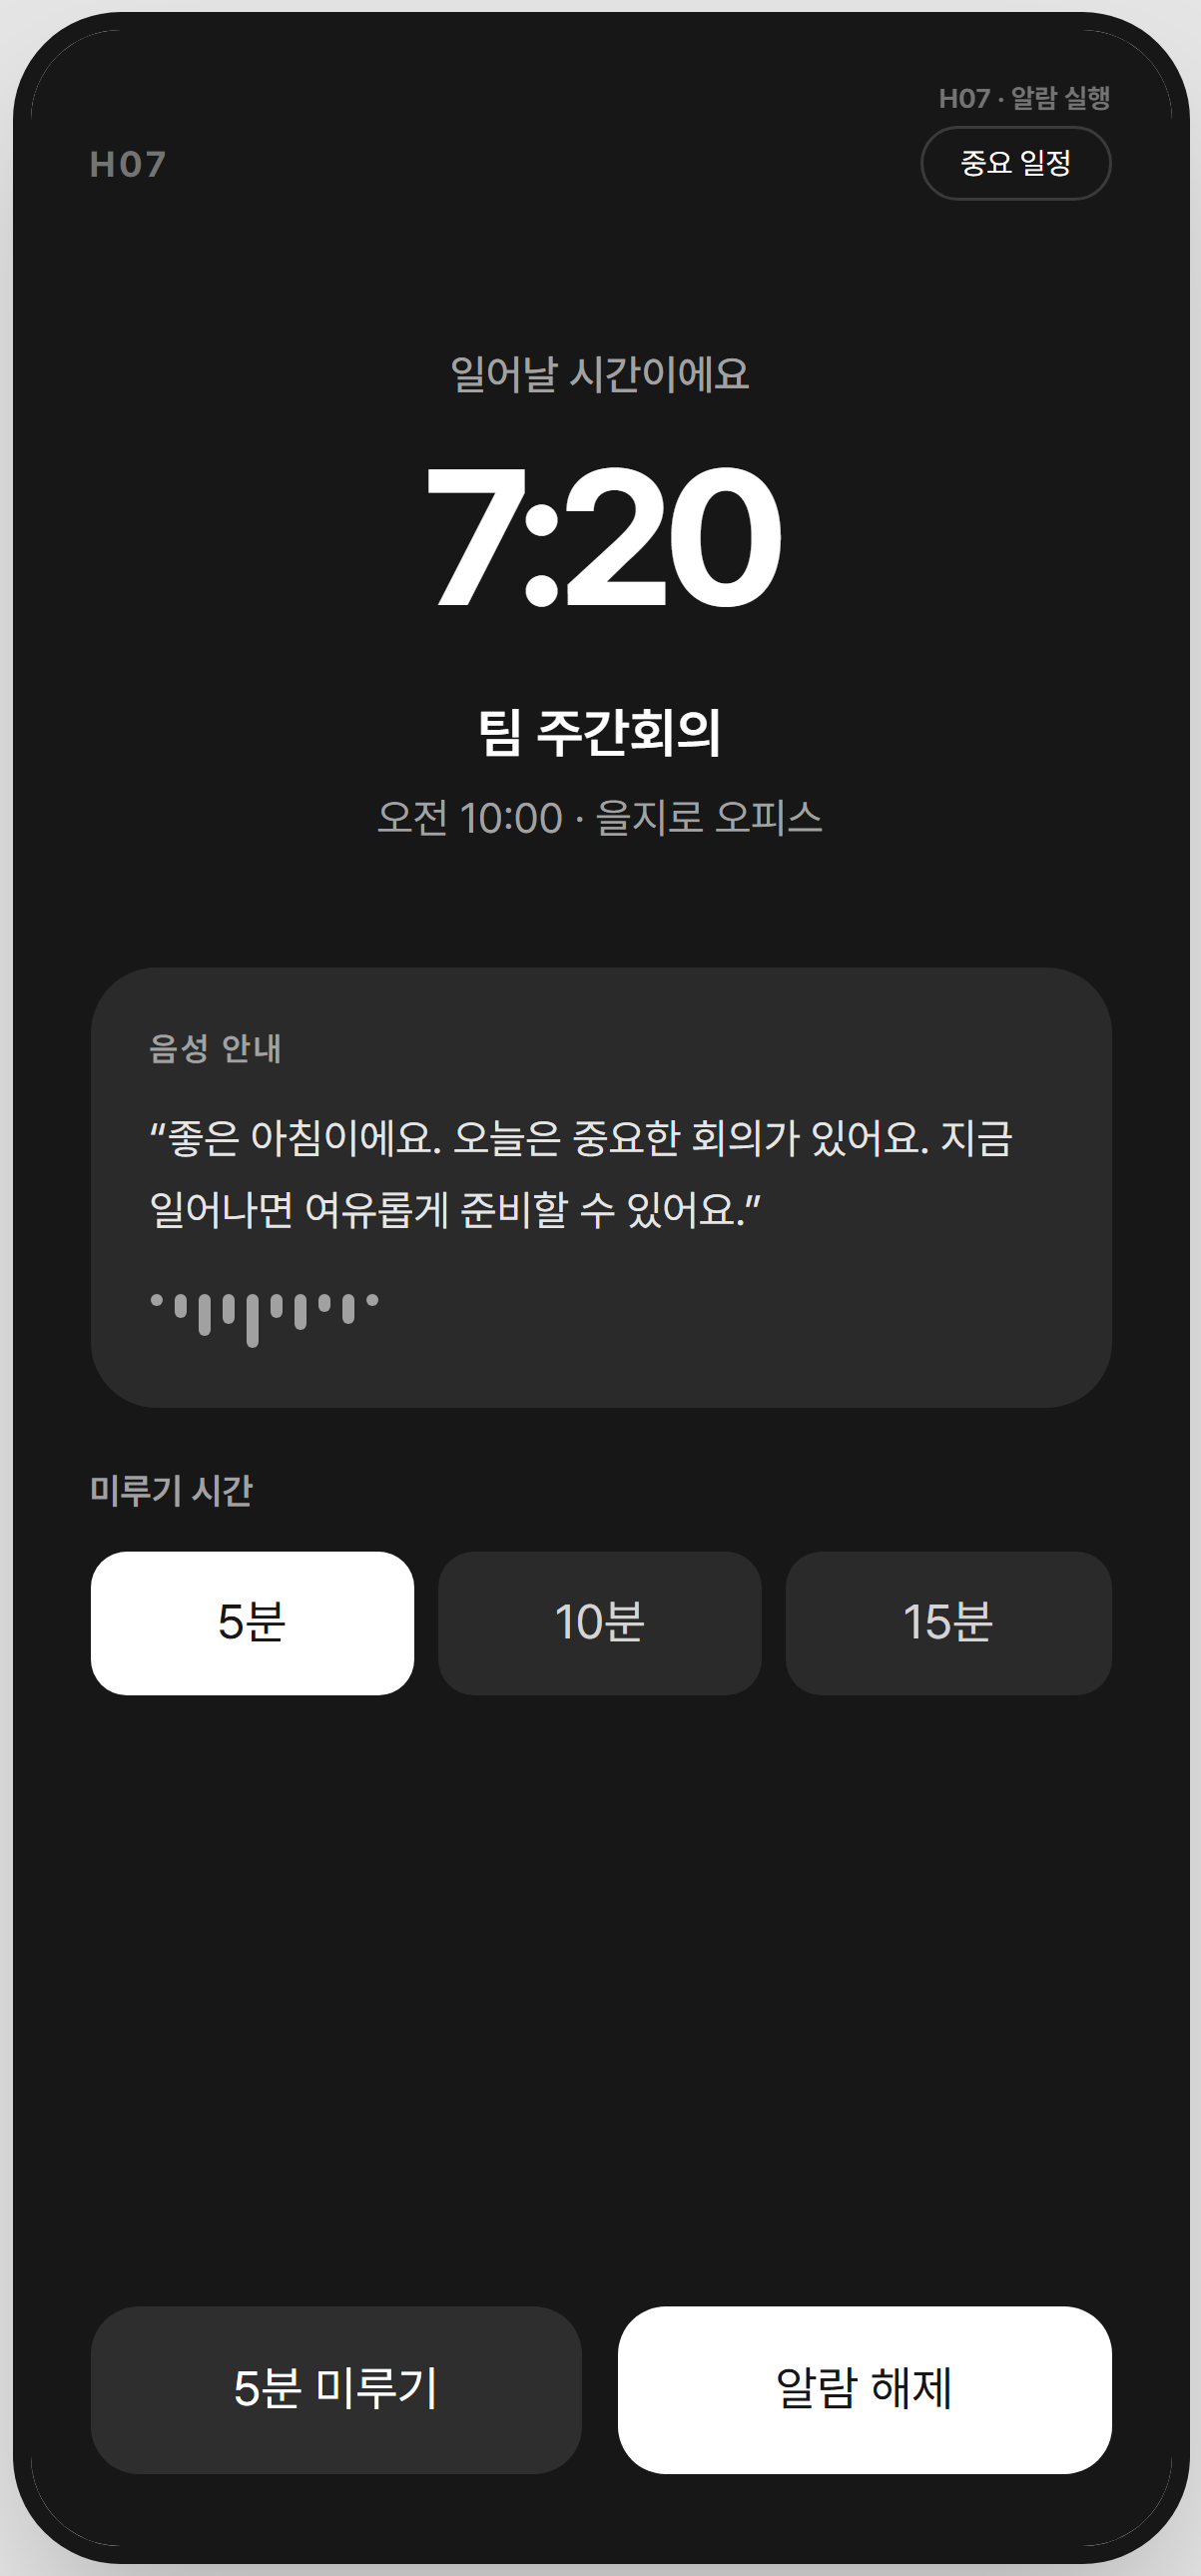 H07 · 알람 실행
H07
중요 일정
일어날 시간이에요
7:20
팀 주간회의
오전 10:00 · 을지로 오피스
음성 안내
“좋은 아침이에요. 오늘은 중요한 회의가 있어요. 지금
일어나면 여유롭게 준비할 수 있어요.”
미루기 시간
5분
10분
15분
5분 미루기
알람 해제